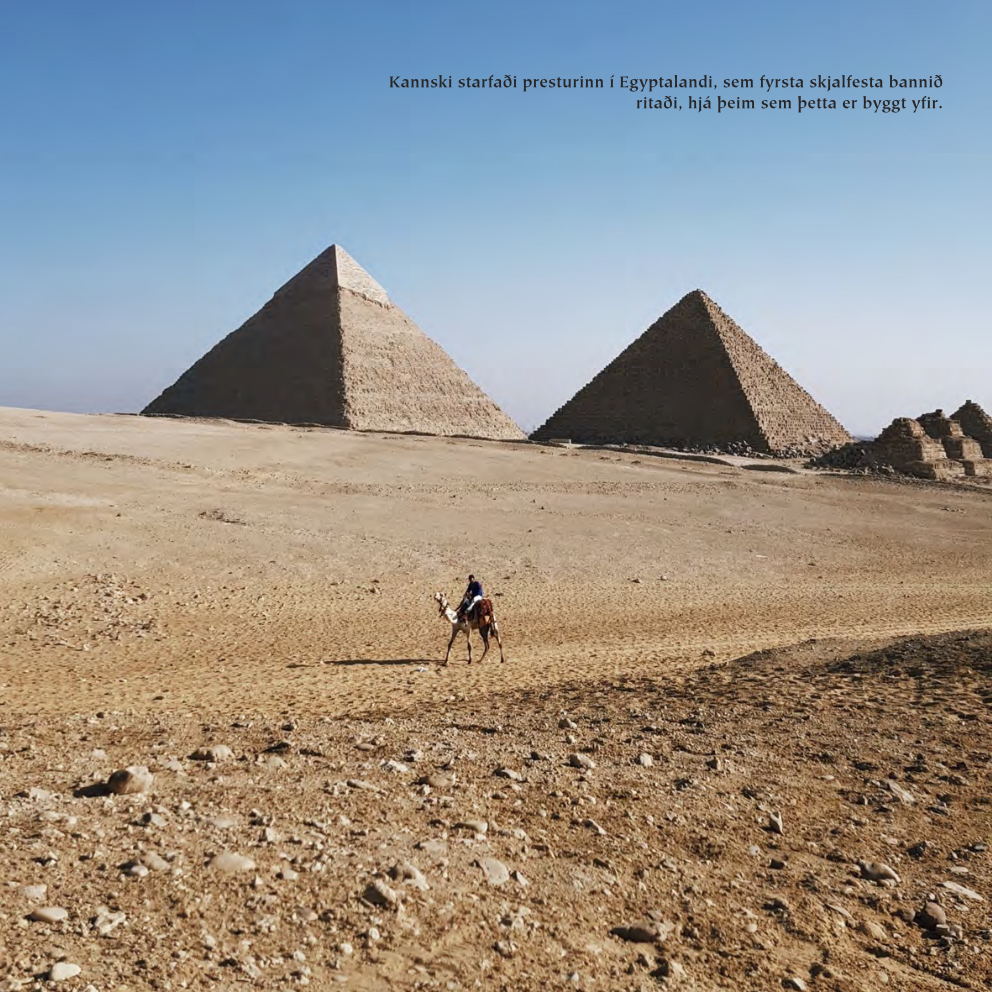 Kannski starfaði presturinn í Egyptalandi, sem fyrsta skjalfesta bannið
ritaði, hjá þeim sem þetta er byggt yfir.